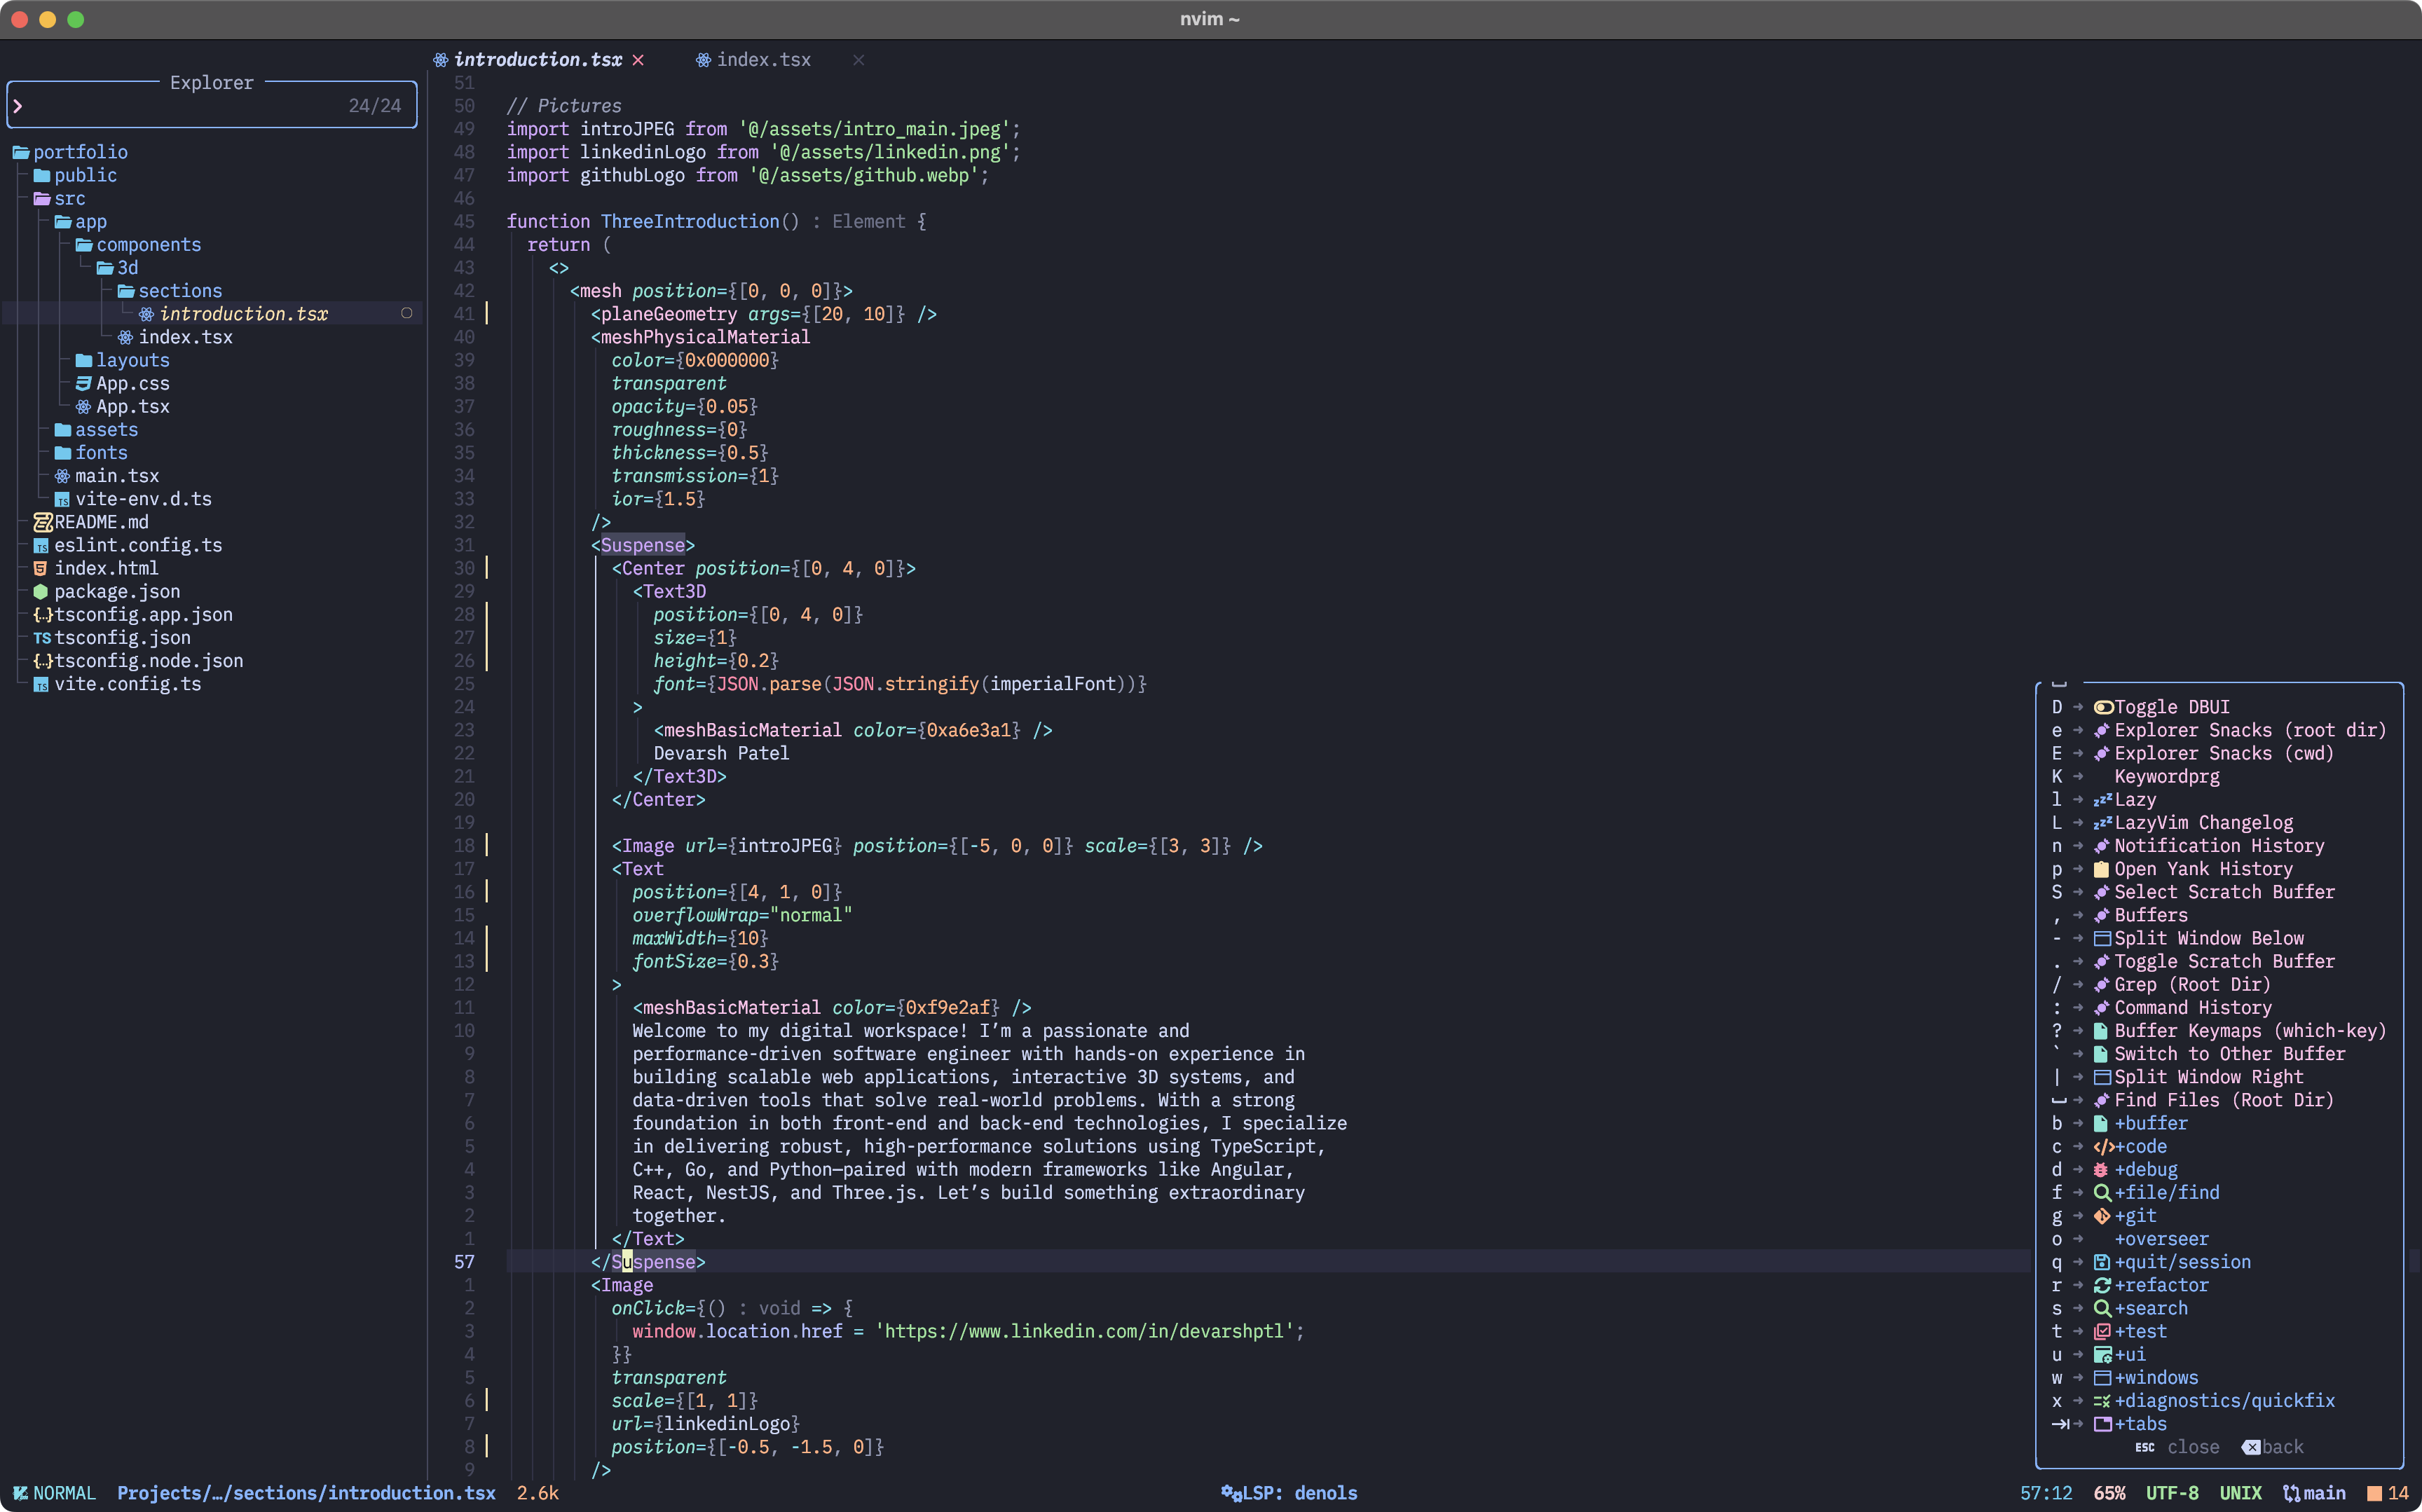 nvim ~
Explorer
24/24
portfolio
public
src
app
components
3d
sections
introduction.tsx
index.tsx
layouts
App.css
App.tsx
assets
fonts
main.tsx
vite-env.d.ts
README.md
eslint.config.ts
index.html
package.json
tsconfig.app.json
TS tsconfig.json
tsconfig.node.json
vite.config.ts
introduction.tsx × index.tsx ×
51
50 // Pictures
49 import introJPEG from '@/assets/intro_main.jpeg';
48 import linkedinLogo from '@/assets/linkedin.png';
47 import githubLogo from '@/assets/github.webp';
46
45 function ThreeIntroduction() : Element {
44 return (
43 <>
42 <mesh position={[0, 0, 0]}>
41 <planeGeometry args={[20, 10]} />
40 <meshPhysicalMaterial
39 color={0x000000}
38 transparent
37 opacity={0.05}
36 roughness={0}
35 thickness={0.5}
34 transmission={1}
33 ior={1.5}
32 />
31 <Suspense>
30 <Center position={[0, 4, 0]}>
29 <Text3D
28 position={[0, 4, 0]}
27 size={1}
26 height={0.2}
25 font={JSON.parse(JSON.stringify(imperialFont))}
24 >
23 <meshBasicMaterial color={0xa6e3a1} />
22 Devarsh Patel
21 </Text3D>
20 </Center>
19
18 <Image url={introJPEG} position={[-5, 0, 0]} scale={[3, 3]} />
17 <Text
16 position={[4, 1, 0]}
15 overflowWrap="normal"
14 maxWidth={10}
13 fontSize={0.3}
12 >
11 <meshBasicMaterial color={0xf9e2af} />
10 Welcome to my digital workspace! I’m a passionate and
9 performance-driven software engineer with hands-on experience in
8 building scalable web applications, interactive 3D systems, and
7 data-driven tools that solve real-world problems. With a strong
6 foundation in both front-end and back-end technologies, I specialize
5 in delivering robust, high-performance solutions using TypeScript,
4 C++, Go, and Python—paired with modern frameworks like Angular,
3 React, NestJS, and Three.js. Let’s build something extraordinary
2 together.
1 </Text>
57 </Suspense>
1 <Image
2 onClick={() : void => {
3 window.location.href = 'https://www.linkedin.com/in/devarshptl';
4 }}
5 transparent
6 scale={[1, 1]}
7 url={linkedinLogo}
8 position={[-0.5, -1.5, 0]}
9 />
D → Toggle DBUI
e → Explorer Snacks (root dir)
E → Explorer Snacks (cwd)
K → Keywordprg
l → Lazy
L → LazyVim Changelog
n → Notification History
p → Open Yank History
S → Select Scratch Buffer
, → Buffers
- → Split Window Below
. → Toggle Scratch Buffer
/ → Grep (Root Dir)
: → Command History
? → Buffer Keymaps (which-key)
` → Switch to Other Buffer
| → Split Window Right
␣ → Find Files (Root Dir)
b → +buffer
c → +code
d → +debug
f → +file/find
g → +git
o → +overseer
q → +quit/session
r → +refactor
s → +search
t → +test
u → +ui
w → +windows
x → +diagnostics/quickfix
⇥ → +tabs
ESC close back
NORMAL Projects/…/sections/introduction.tsx 2.6k LSP: denols 57:12 65% UTF-8 UNIX main 14